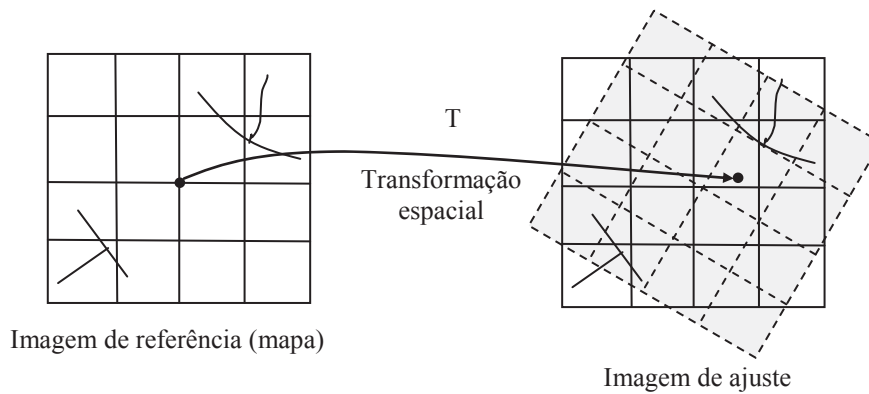 T
Transformação
espacial
Imagem de referência (mapa)
Imagem de ajuste